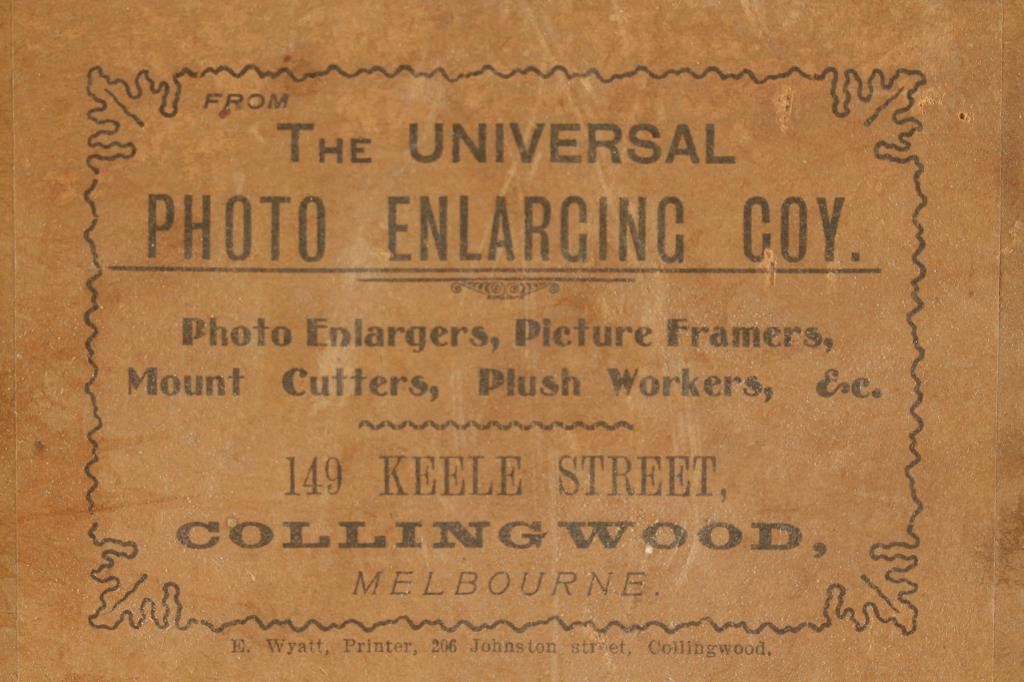 FROM
THE UNIVERSAL
PHOTO ENLARGING COY.
Photo Enlargers, Picture Framers,
Mount Cutters, Plush Workers, &c.
149 KEELE STREET,
COLLINGWOOD,
MELBOURNE.
E. Wyatt, Printer, 206 Johnston street, Collingwood.